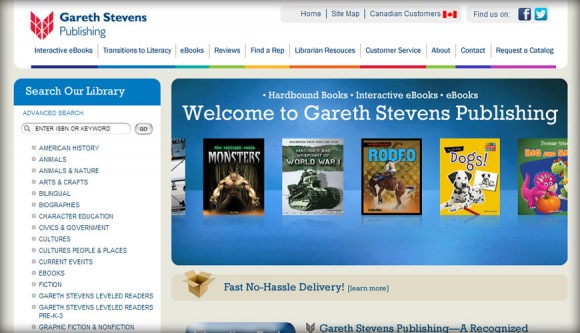 Gareth Stevens
Publishing
Home | Site Map | Canadian Customers
Find us on:
Interactive eBooks Transitions to Literacy eBooks Reviews Find a Rep Librarian Resouces Customer Service About Contact Request a Catalog
Search Our Library
ADVANCED SEARCH
ENTER ISBN OR KEYWORD GO
AMERICAN HISTORY
ANIMALS
ANIMALS & NATURE
ARTS & CRAFTS
BILINGUAL
BIOGRAPHIES
CHARACTER EDUCATION
CIVICS & GOVERNMENT
CULTURES
CULTURES PEOPLE & PLACES
CURRENT EVENTS
EBOOKS
FICTION
GARETH STEVENS LEVELED READERS
GARETH STEVENS LEVELED READERS
PRE-K-3
GRAPHIC FICTION & NONFICTION
• Hardbound Books • Interactive eBooks • eBooks
Welcome to Gareth Stevens Publishing
MONSTERS
WORLD WAR I
RODEO
Dogs!
DIG AND
Fast No-Hassle Delivery! [learn more]
Gareth Stevens Publishing—A Recognized